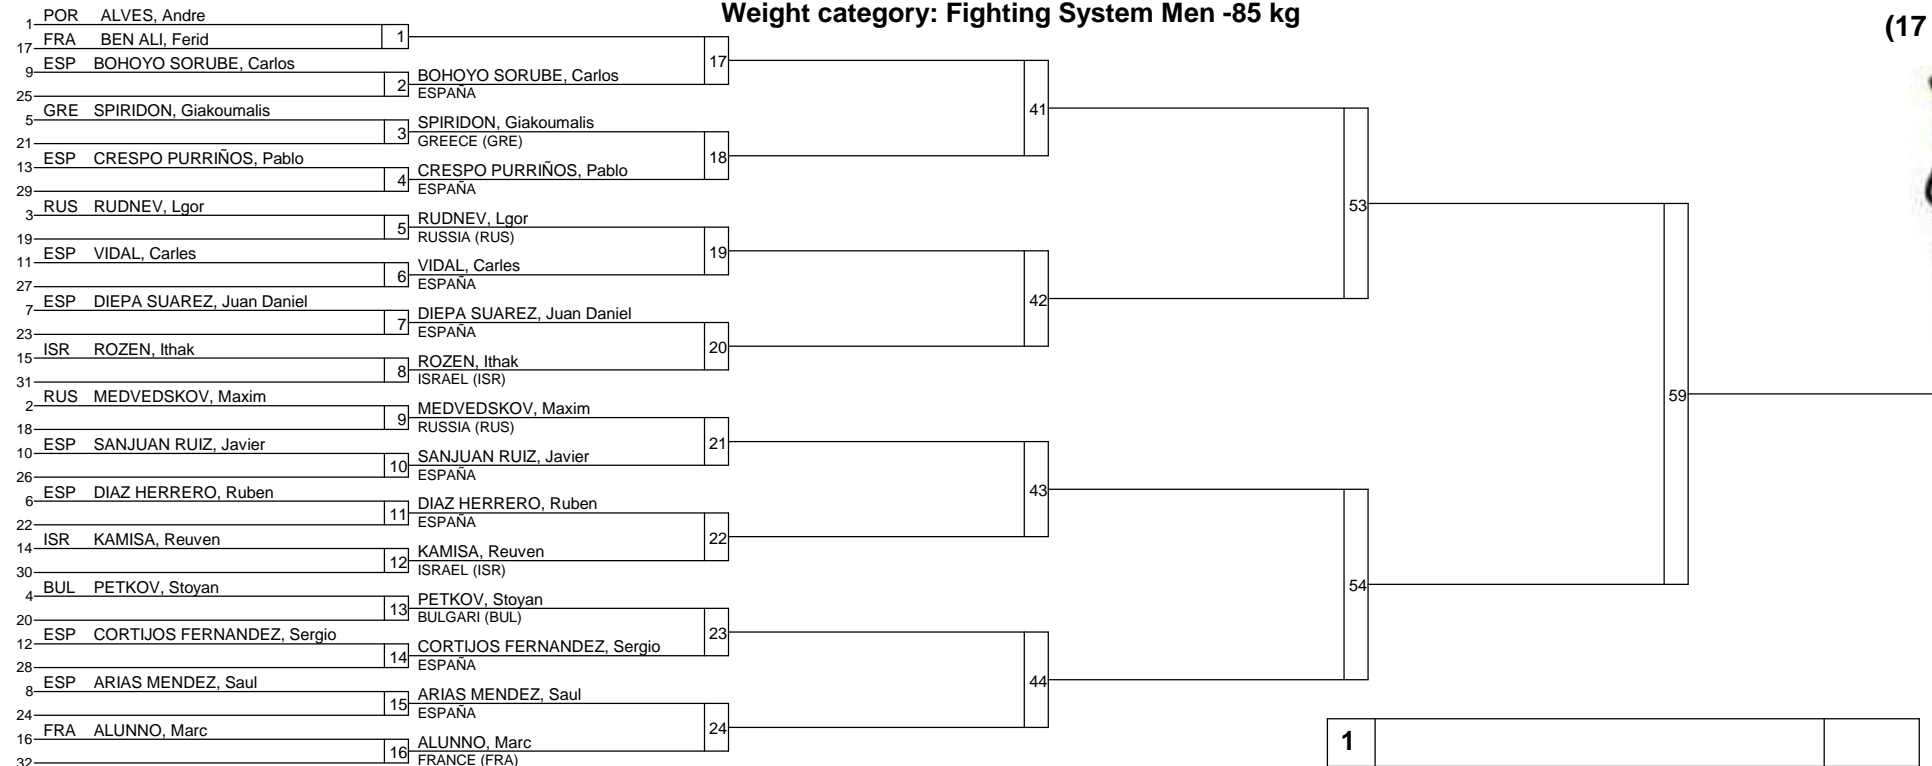 Weight category: Fighting System Men -85 kg
(17
1 POR ALVES, Andre
17 FRA BEN ALI, Ferid
1
9 ESP BOHOYO SORUBE, Carlos
25
2 BOHOYO SORUBE, Carlos
ESPAÑA
17
5 GRE SPIRIDON, Giakoumalis
21
3 SPIRIDON, Giakoumalis
GREECE (GRE)
13 ESP CRESPO PURRIÑOS, Pablo
29
4 CRESPO PURRIÑOS, Pablo
ESPAÑA
18
41
3 RUS RUDNEV, Lgor
19
5 RUDNEV, Lgor
RUSSIA (RUS)
11 ESP VIDAL, Carles
27
6 VIDAL, Carles
ESPAÑA
19
7 ESP DIEPA SUAREZ, Juan Daniel
23
7 DIEPA SUAREZ, Juan Daniel
ESPAÑA
15 ISR ROZEN, Ithak
31
8 ROZEN, Ithak
ISRAEL (ISR)
20
42
53
2 RUS MEDVEDSKOV, Maxim
18
9 MEDVEDSKOV, Maxim
RUSSIA (RUS)
10 ESP SANJUAN RUIZ, Javier
26
10 SANJUAN RUIZ, Javier
ESPAÑA
21
6 ESP DIAZ HERRERO, Ruben
22
11 DIAZ HERRERO, Ruben
ESPAÑA
14 ISR KAMISA, Reuven
30
12 KAMISA, Reuven
ISRAEL (ISR)
22
43
4 BUL PETKOV, Stoyan
20
13 PETKOV, Stoyan
BULGARI (BUL)
12 ESP CORTIJOS FERNANDEZ, Sergio
28
14 CORTIJOS FERNANDEZ, Sergio
ESPAÑA
23
8 ESP ARIAS MENDEZ, Saul
24
15 ARIAS MENDEZ, Saul
ESPAÑA
16 FRA ALUNNO, Marc
32
16 ALUNNO, Marc
FRANCE (FRA)
24
44
54
59
1